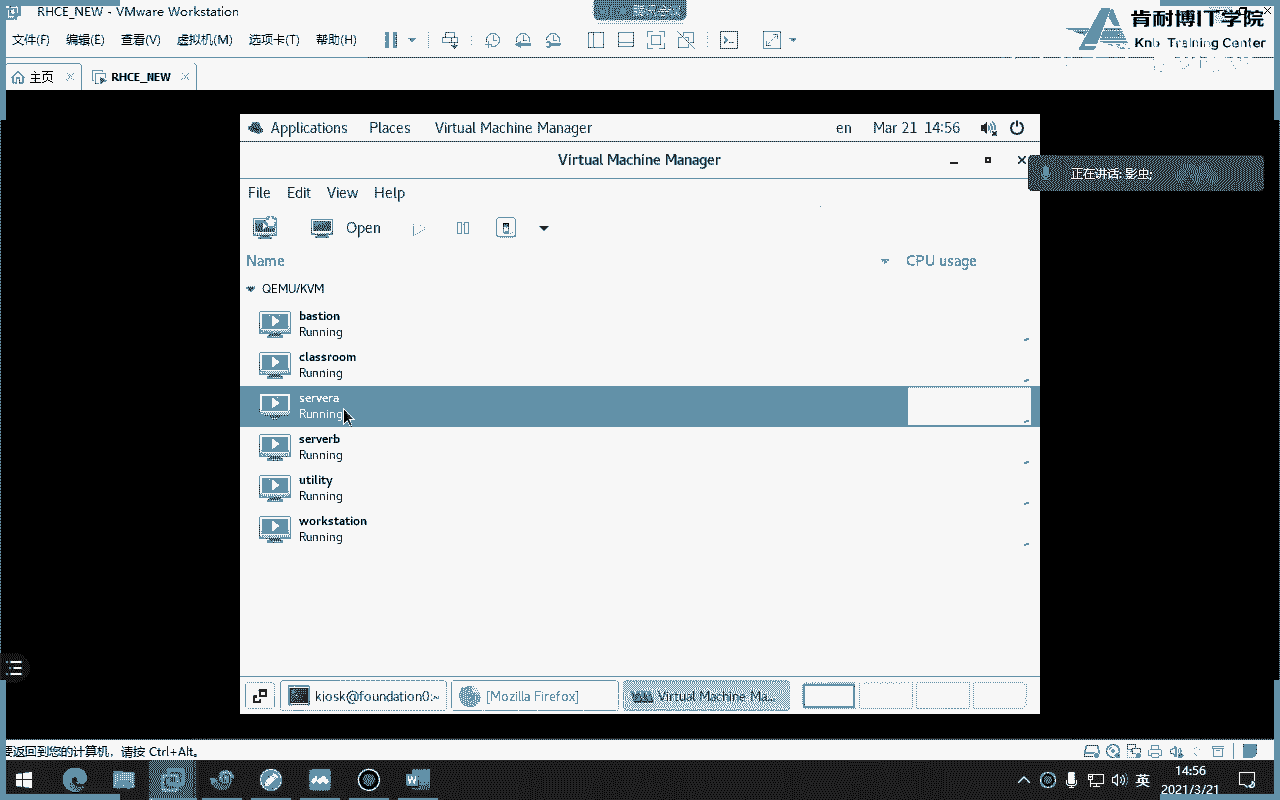 RHCE_NEW - VMware Workstation
肯耐博IT学院
Knb Training Center
文件(F) 编辑(E) 查看(V) 虚拟机(M) 选项卡(T) 帮助(H)
主页 RHCE_NEW
Applications Places Virtual Machine Manager en Mar 21 14:56
Virtual Machine Manager
正在讲话: 影虫;
File Edit View Help
Open
Name CPU usage
QEMU/KVM
bastion
Running
classroom
Running
servera
Running
serverb
Running
utility
Running
workstation
Running
kiosk@foundation0:~ [Mozilla Firefox] Virtual Machine Ma...
要返回到您的计算机，请按 Ctrl+Alt。
英
14:56
2021/3/21